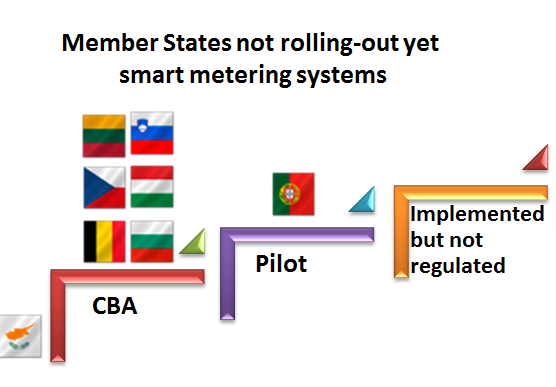 Member States not rolling-out yet
smart metering systems
CBA
Pilot
Implemented
but not
regulated